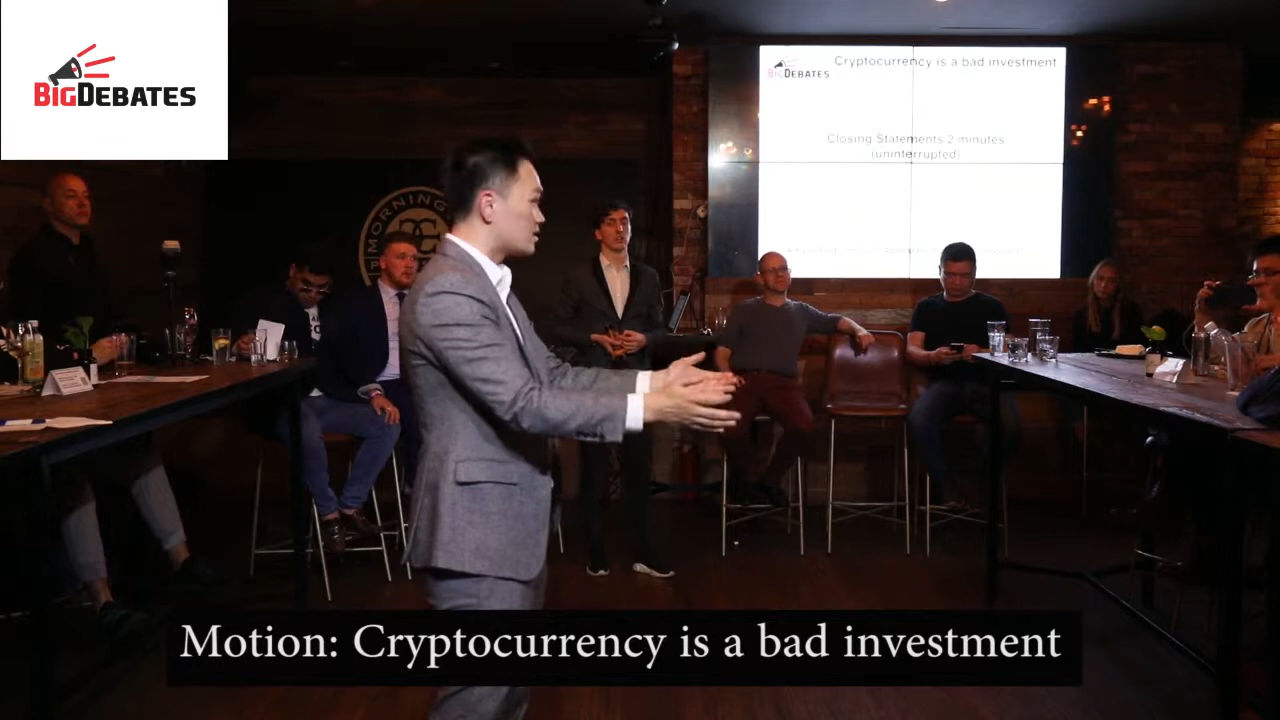 BIGDEBATES
MORNING
BIGDEBATES
Cryptocurrency is a bad investment
Closing Statements 2 minutes
(uninterrupted)
Motion: Cryptocurrency is a bad investment